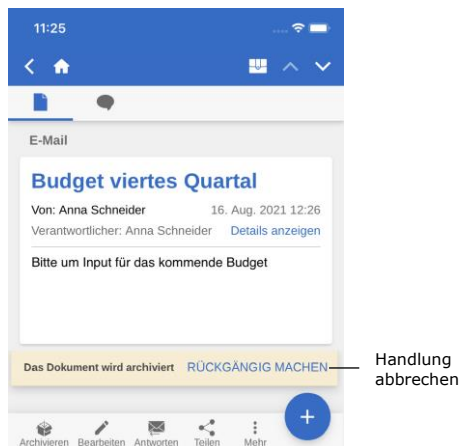 11:25
E-Mail
Budget viertes Quartal
Von: Anna Schneider 16. Aug. 2021 12:26
Verantwortlicher: Anna Schneider Details anzeigen
Bitte um Input für das kommende Budget
Das Dokument wird archiviert RÜCKGÄNGIG MACHEN
Handlung
abbrechen
Archivieren Bearbeiten Antworten Teilen Mehr